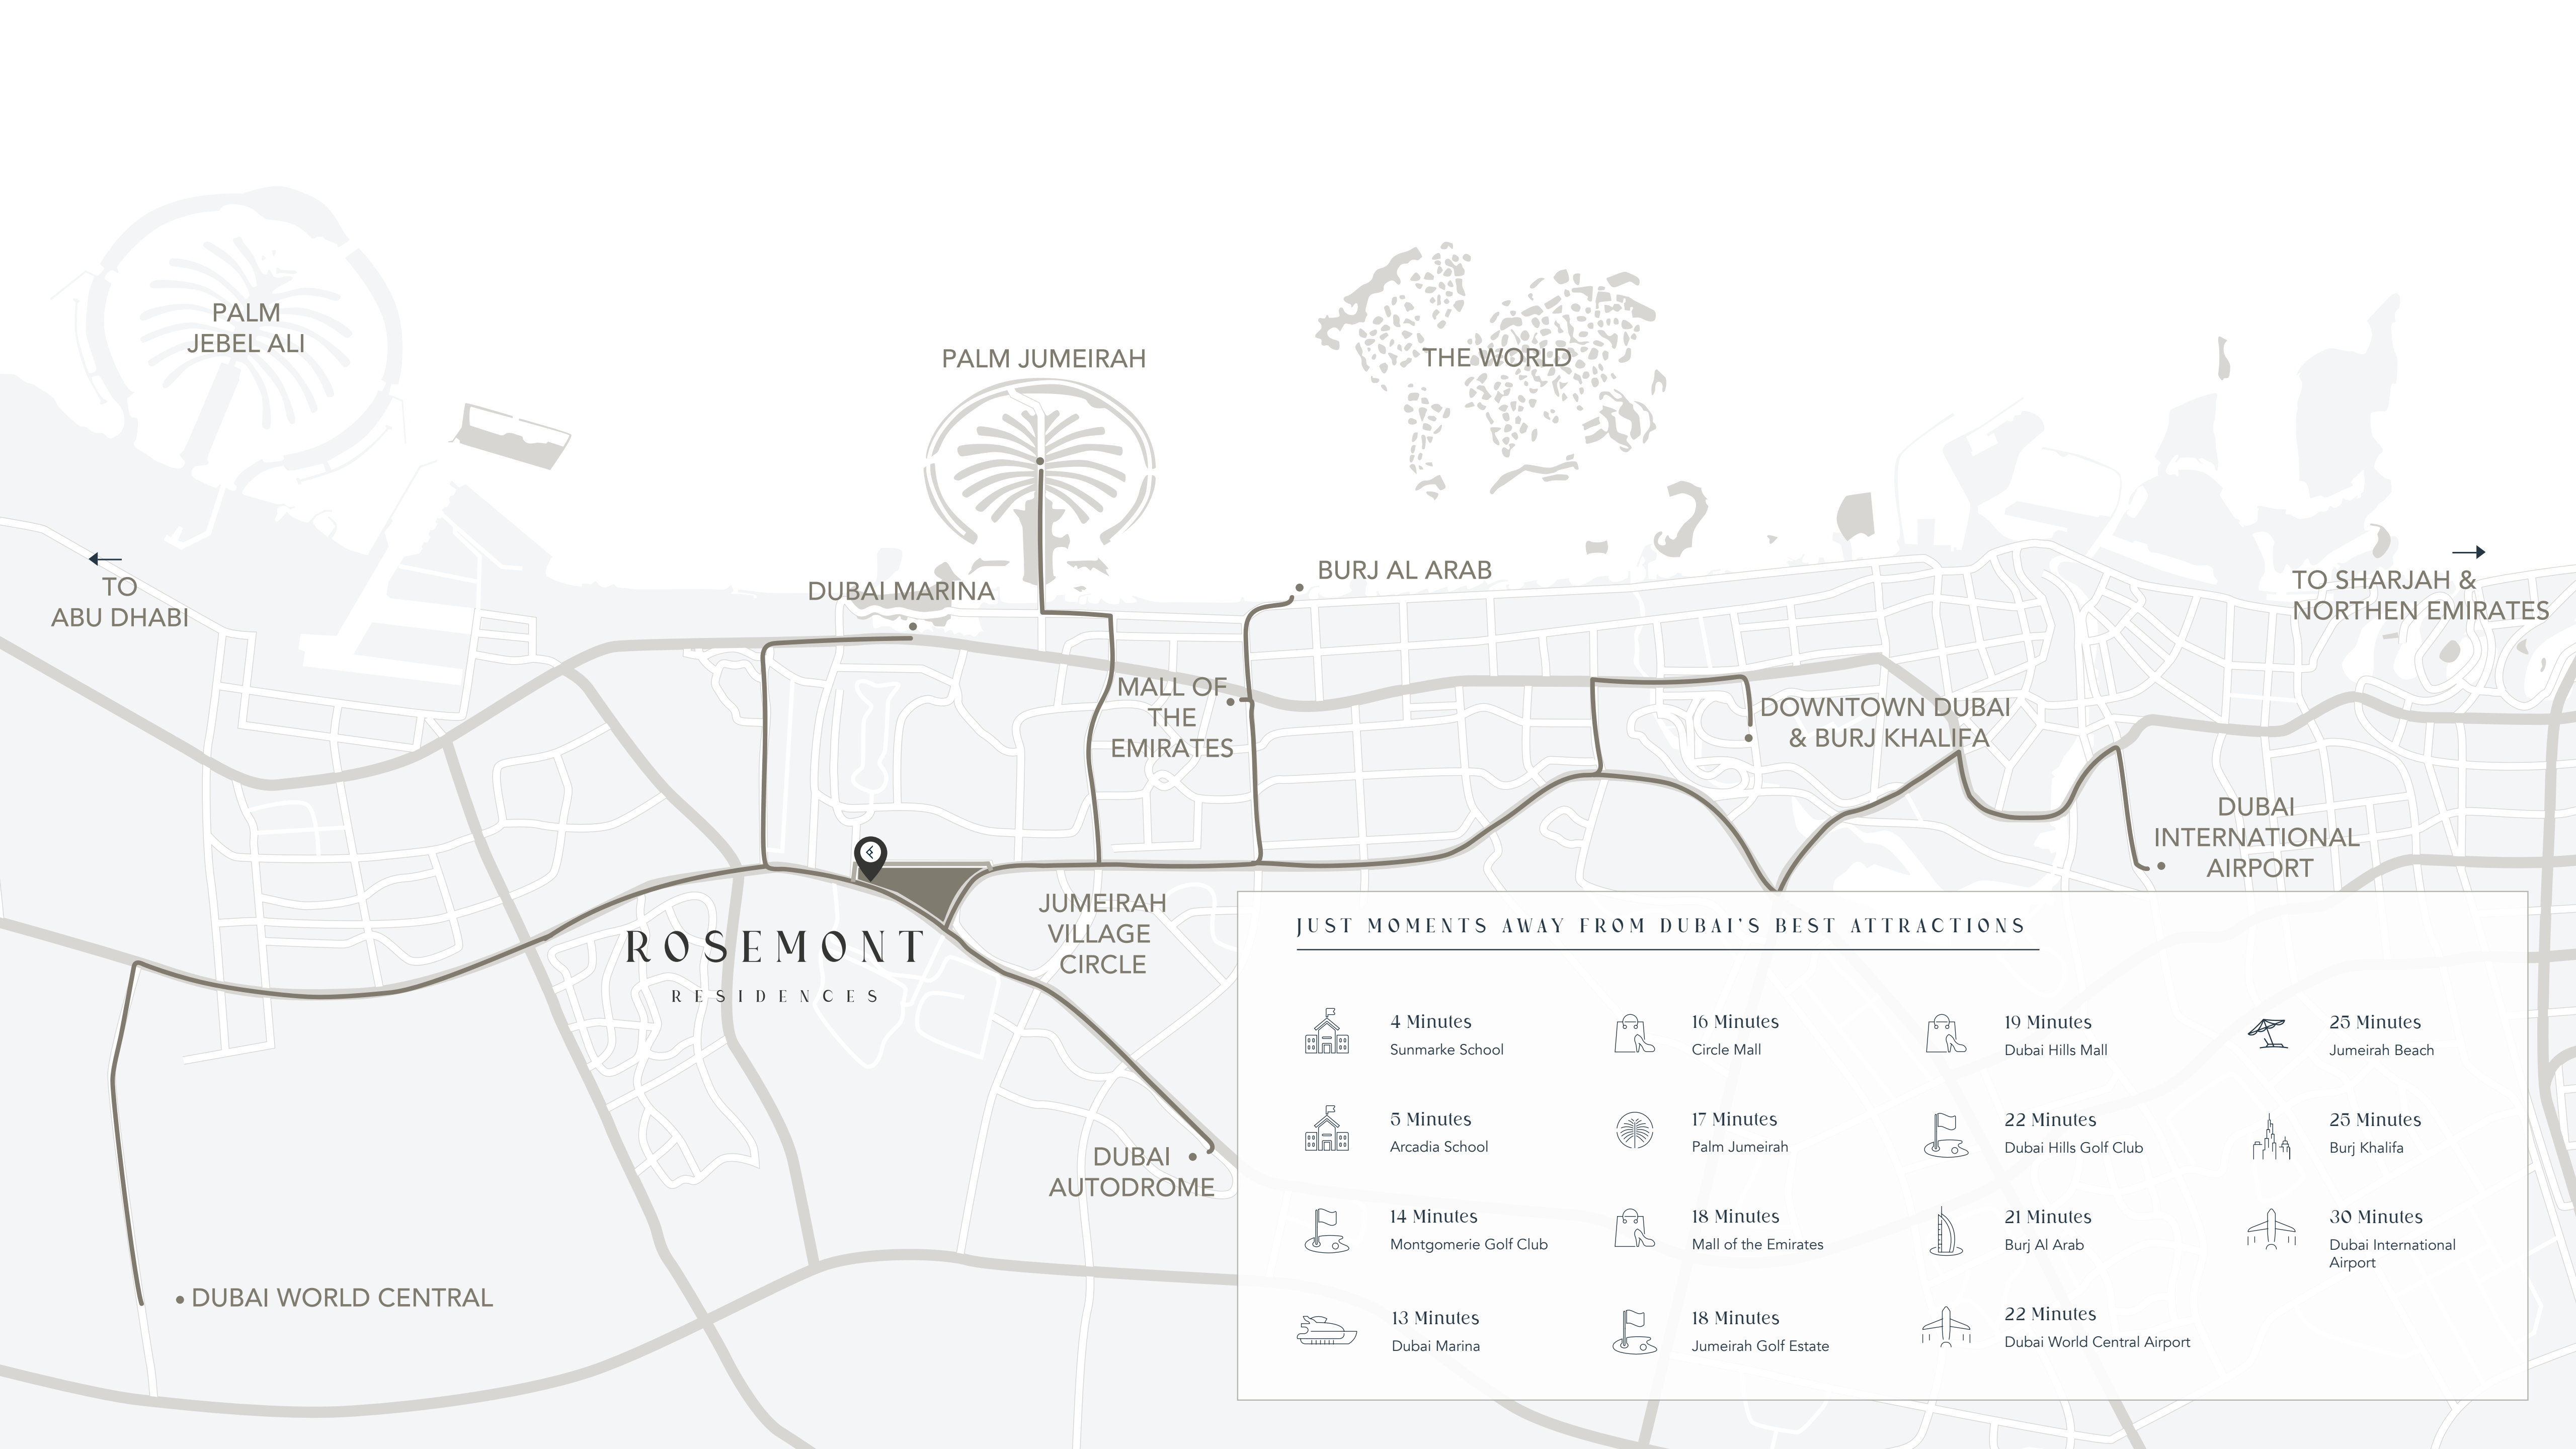 PALM
JEBEL ALI
PALM JUMEIRAH
THE WORLD
TO
ABU DHABI
DUBAI MARINA
BURJ AL ARAB
TO SHARJAH &
NORTHEN EMIRATES
MALL OF
THE
EMIRATES
DOWNTOWN DUBAI
& BURJ KHALIFA
DUBAI
INTERNATIONAL
AIRPORT
JUMEIRAH
VILLAGE
CIRCLE
ROSEMONT
RESIDENCES
DUBAI
AUTODROME
DUBAI WORLD CENTRAL
JUST MOMENTS AWAY FROM DUBAI'S BEST ATTRACTIONS
4 Minutes
Sunmarke School
5 Minutes
Arcadia School
14 Minutes
Montgomerie Golf Club
13 Minutes
Dubai Marina
16 Minutes
Circle Mall
17 Minutes
Palm Jumeirah
18 Minutes
Mall of the Emirates
18 Minutes
Jumeirah Golf Estate
19 Minutes
Dubai Hills Mall
22 Minutes
Dubai Hills Golf Club
21 Minutes
Burj Al Arab
22 Minutes
Dubai World Central Airport
25 Minutes
Jumeirah Beach
25 Minutes
Burj Khalifa
30 Minutes
Dubai International
Airport